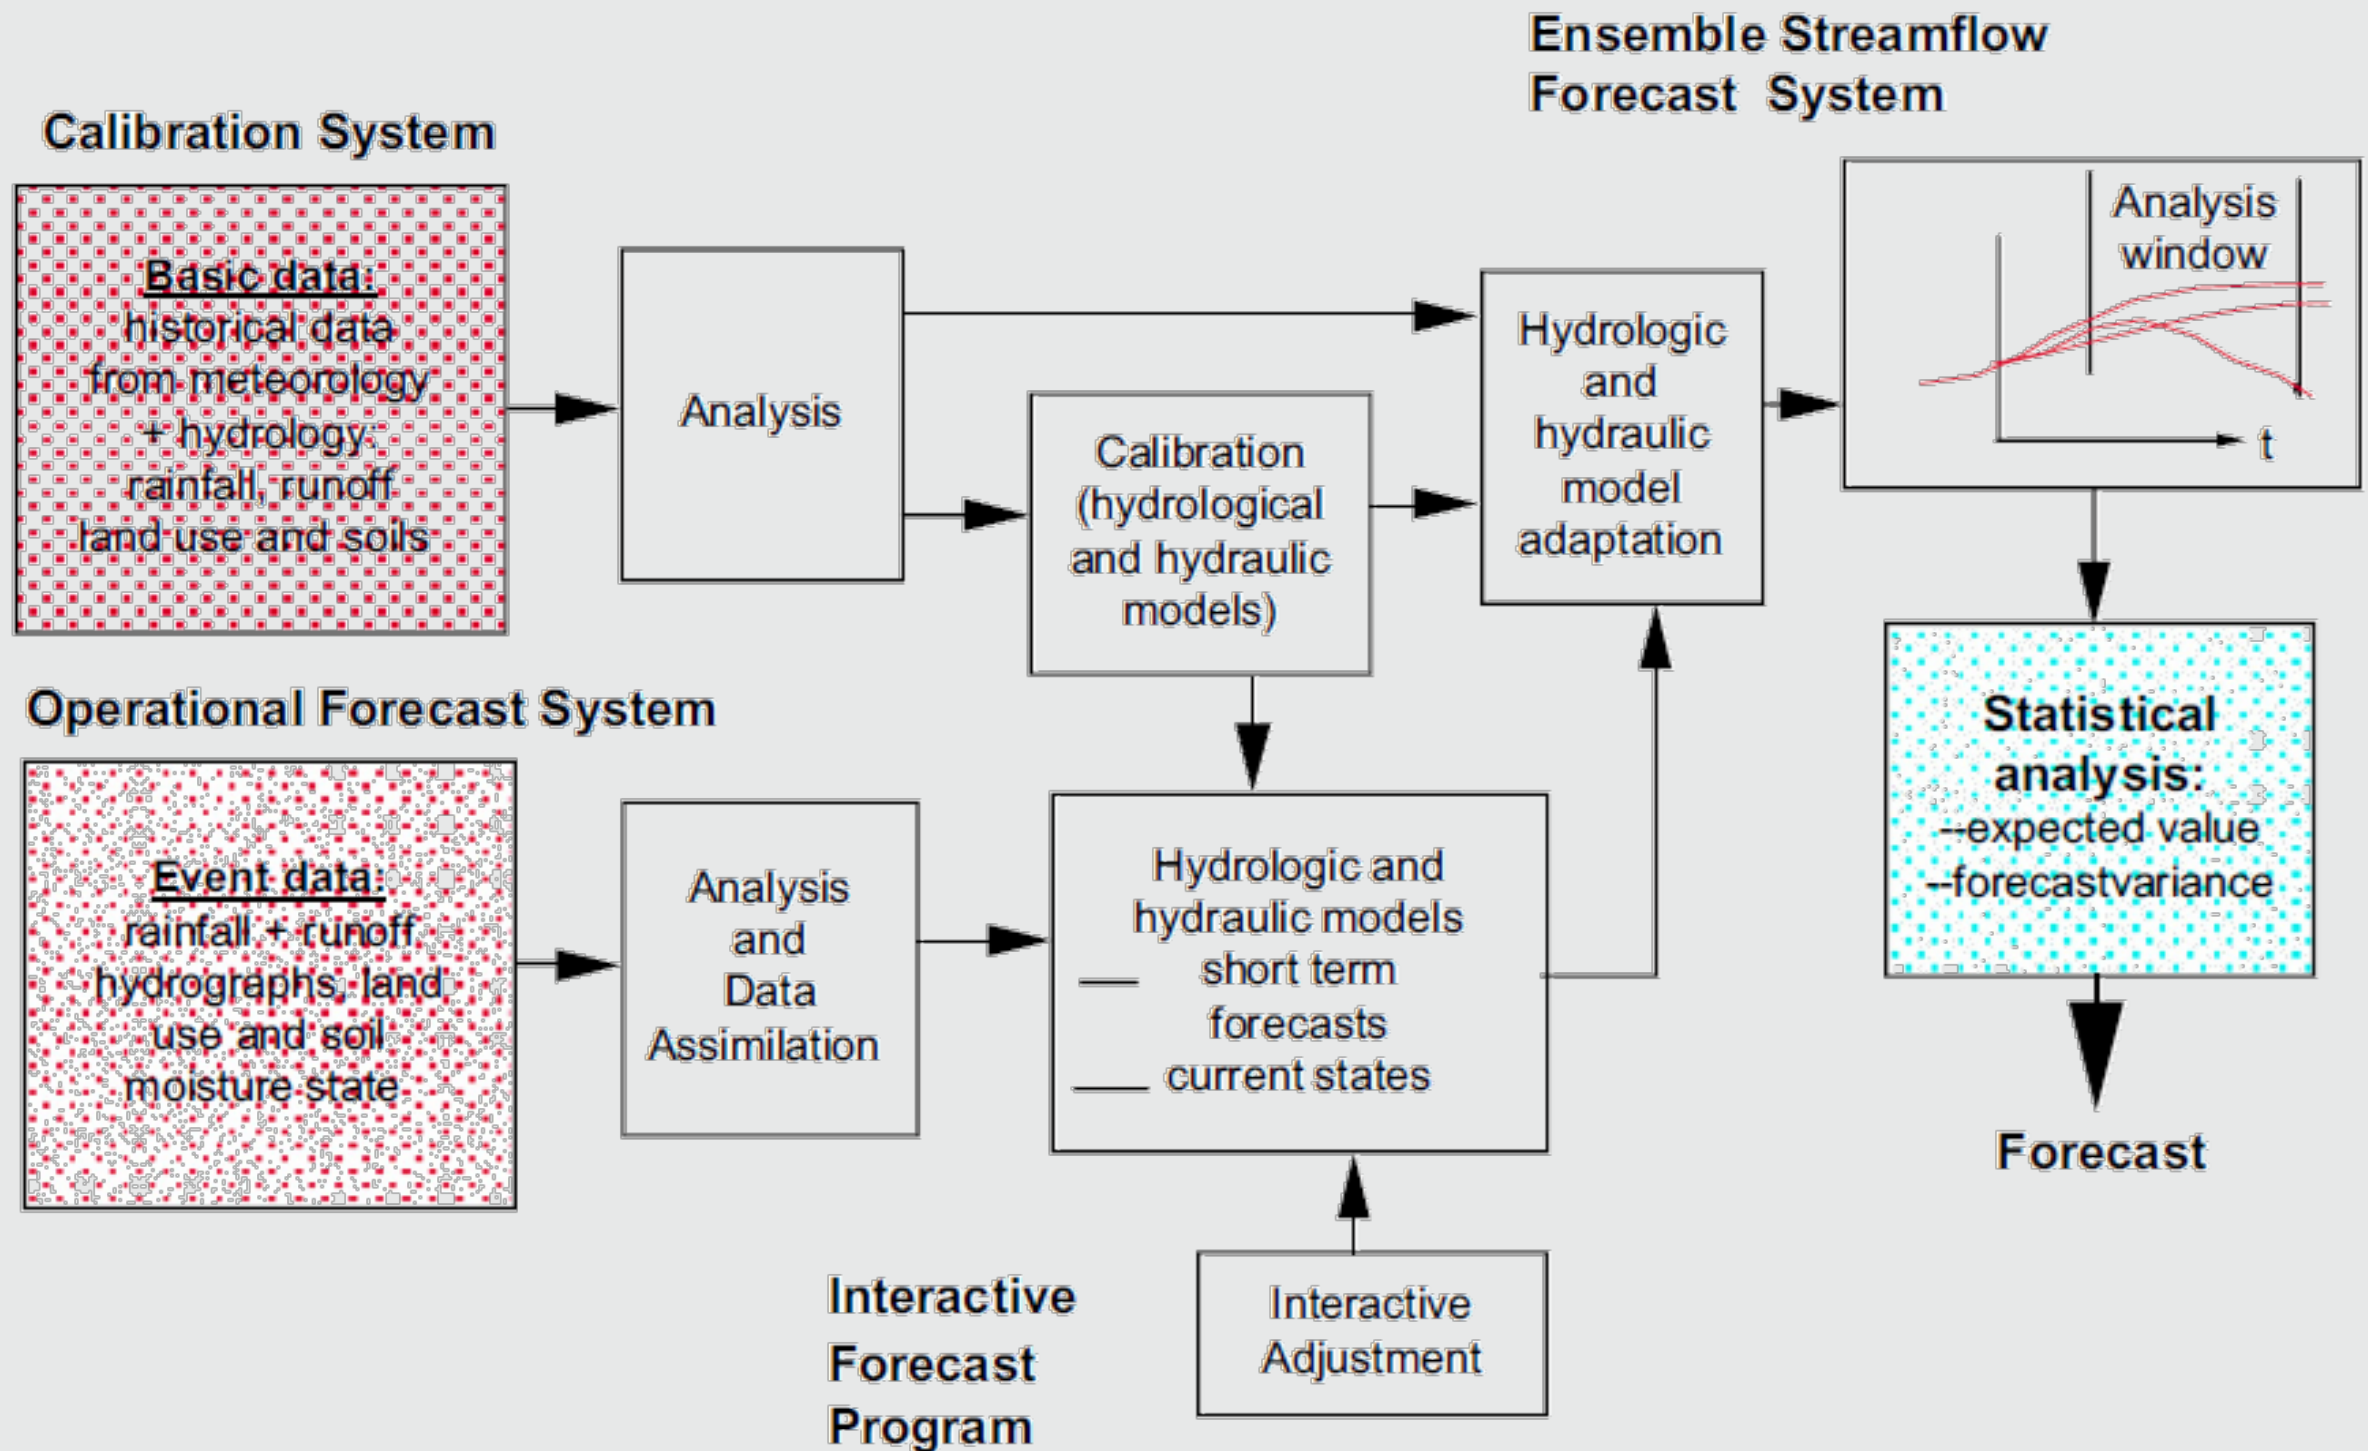 Ensemble Streamflow
Forecast System
Calibration System
Basic data:
historical data
from meteorology
+ hydrology:
rainfall, runoff
land use and soils
Analysis
Calibration
(hydrological
and hydraulic
models)
Hydrologic
and
hydraulic
model
adaptation
Analysis
window
t
Operational Forecast System
Event data:
rainfall + runoff
hydrographs, land
use and soil
moisture state
Analysis
and
Data
Assimilation
Hydrologic and
hydraulic models
short term
forecasts
current states
Statistical
analysis:
--expected value
--forecastvariance
Forecast
Interactive
Forecast
Program
Interactive
Adjustment